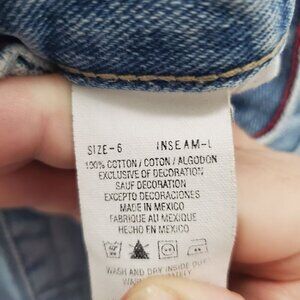 SIZE-6 INSEAM-L
100% COTTON / COTON / ALGODON
EXCLUSIVE OF DECORATION
SAUF DECORATION
EXCEPTO DECORACIONES
MADE IN MEXICO
FABRIQUE AU MEXIQUE
HECHO EN MEXICO
WASH AND DRY INSIDE OUT
WARM